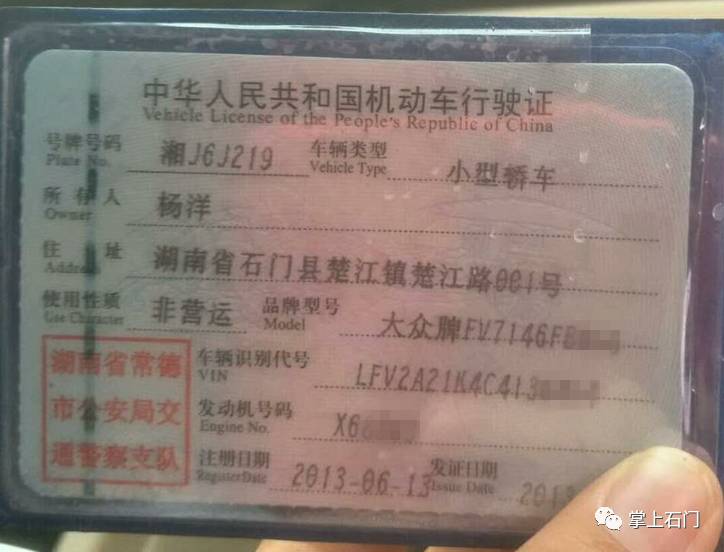 中华人民共和国机动车行驶证
Vehicle License of the People's Republic of China
号牌号码 湘J6J219 车辆类型 小型轿车
Plate No. Vehicle Type
所有人 杨洋
Owner
住址 湖南省石门县楚江镇楚江路001号
Address
使用性质 非营运 品牌型号 大众牌FV7146FB
Use Character Model
湖南省常德 车辆识别代号 LFV2A21K4C413
VIN
市公安局交 发动机号码 X6
Engine No.
通警察支队 注册日期 2013-06-13 发证日期 2013
Register Date Issue Date
掌上石门